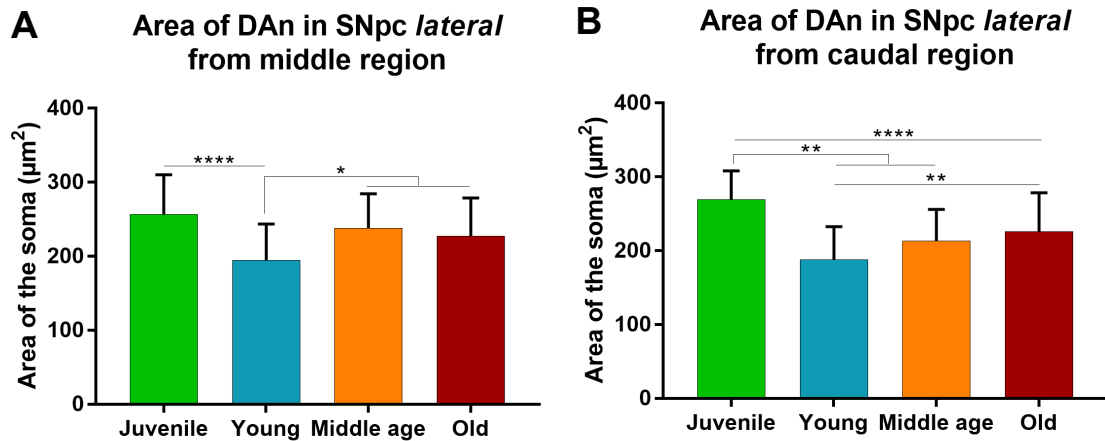 A
Area of DAn in SNpc lateral
from middle region
Area of the soma (µm²)
400
300
200
100
0
****
*
Juvenile Young Middle age Old
B
Area of DAn in SNpc lateral
from caudal region
Area of the soma (µm²)
400
300
200
100
0
****
**
**
Juvenile Young Middle age Old